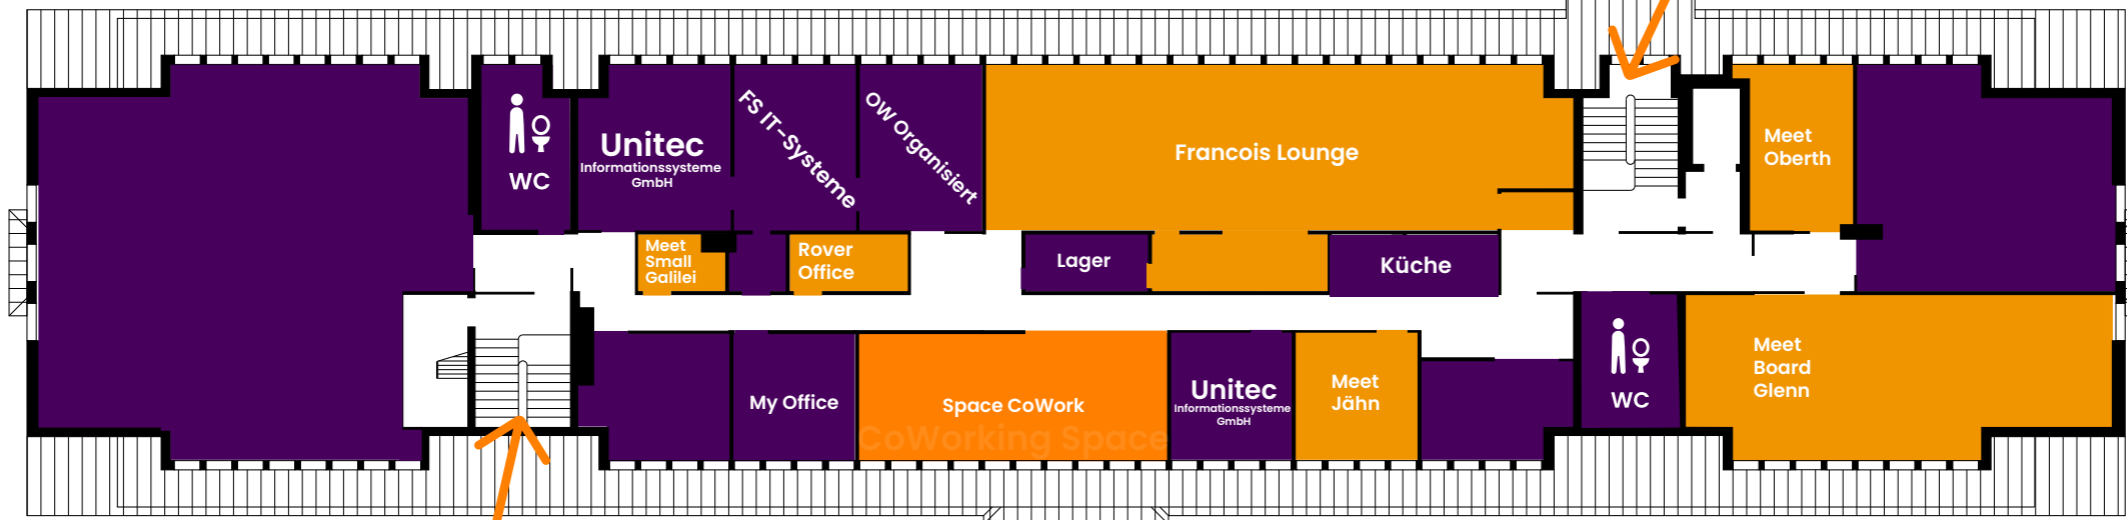 WC
Unitec
Informationssysteme
GmbH
FS IT-Systeme
OW Organisiert
Francois Lounge
Meet
Oberth
Meet
Small
Galilei
Rover
Office
Lager
Küche
My Office
Space CoWork
CoWorking Space
Unitec
Informationssysteme
GmbH
Meet
Jähn
WC
Meet
Board
Glenn